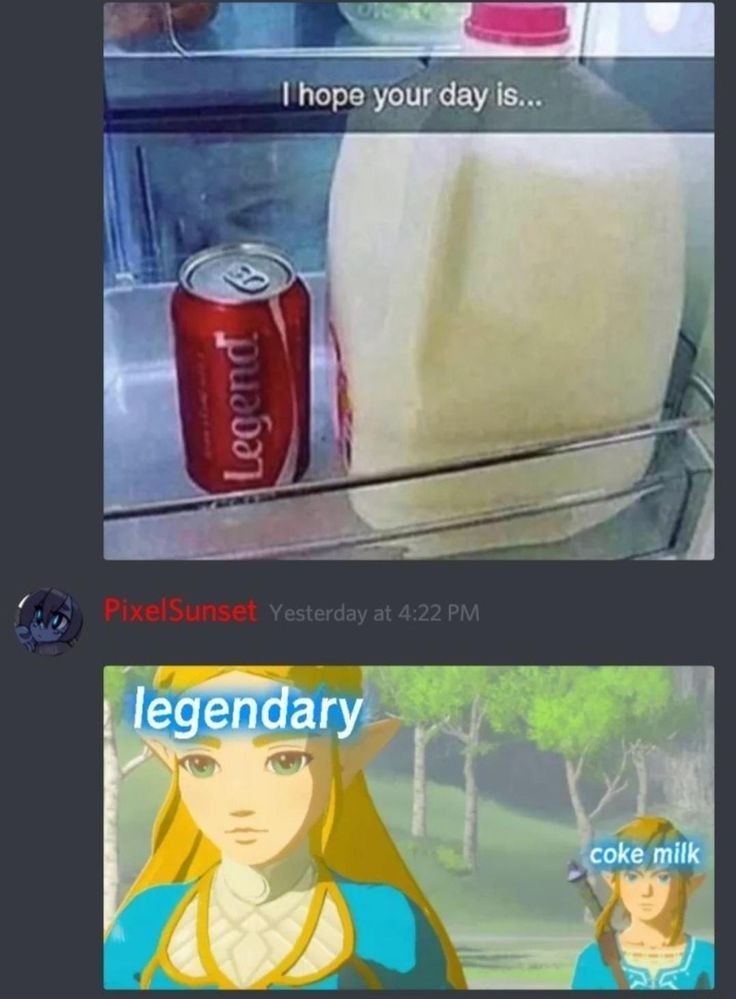 I hope your day is...
Legend
PixelSunset Yesterday at 4:22 PM
legendary
coke milk